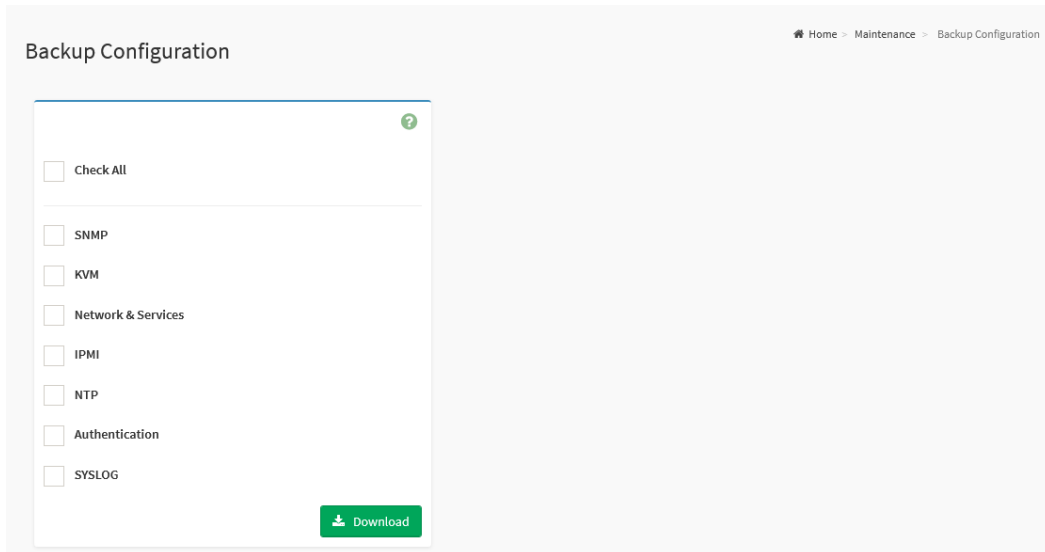 Home > Maintenance > Backup Configuration
Backup Configuration
Check All
SNMP
KVM
Network & Services
IPMI
NTP
Authentication
SYSLOG
Download